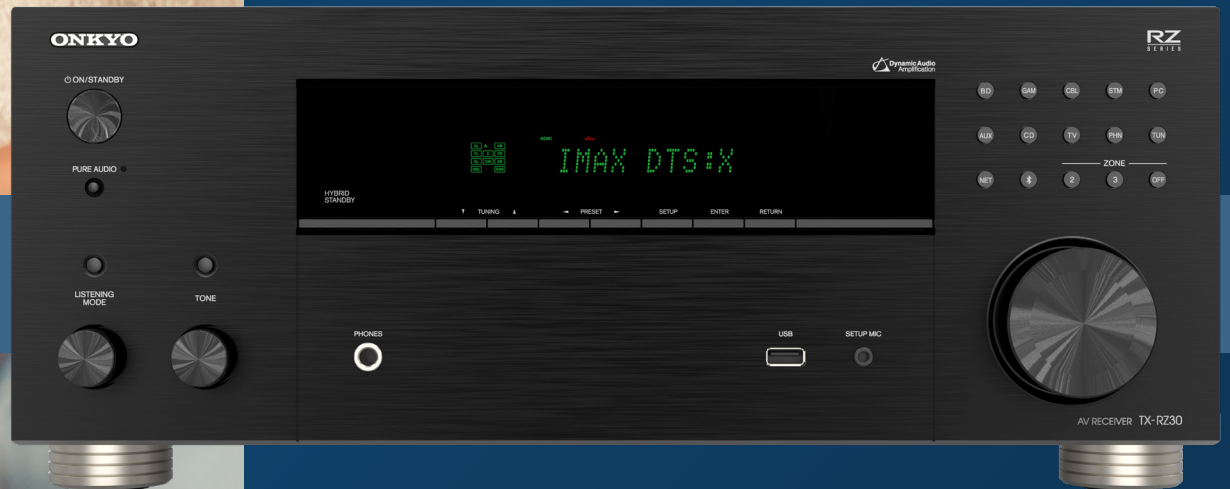 ONKYO
RZ
SERIES
ON/STANDBY
Dynamic Audio
Amplification
BD GAM CBL STM PC
HDMI
AUX CD TV PHN TUN
IMAX DTS:X
PURE AUDIO
ZONE
NET 2 3 OFF
HYBRID
STANDBY
TUNING PRESET SETUP ENTER RETURN
LISTENING
MODE
TONE
PHONES USB SETUP MIC
AV RECEIVER TX-RZ30